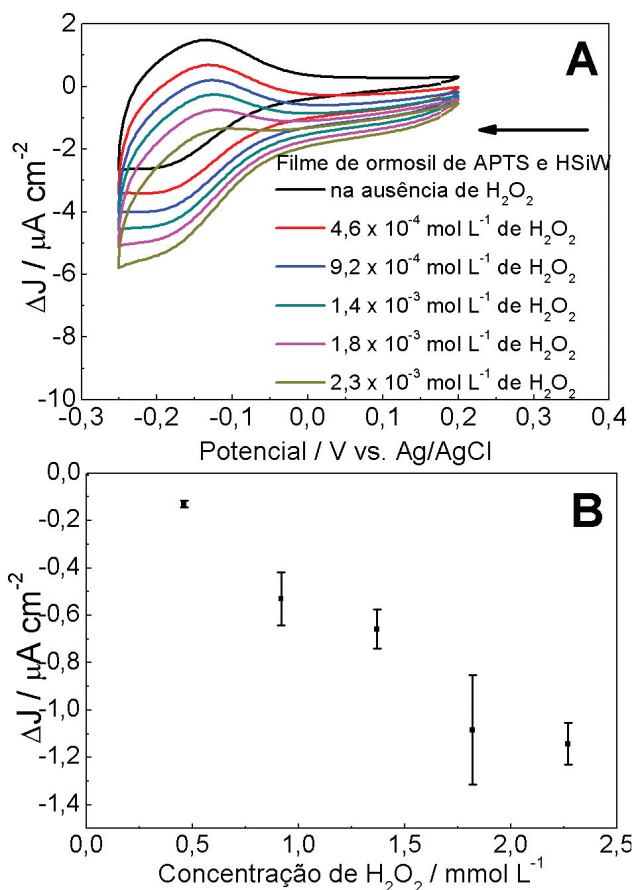 2
0
-2
-4
-6
-8
-10
ΔJ / μA cm⁻²
A
Filme de ormosil de APTS e HSiW
na ausência de H₂O₂
4,6 x 10⁻⁴ mol L⁻¹ de H₂O₂
9,2 x 10⁻⁴ mol L⁻¹ de H₂O₂
1,4 x 10⁻³ mol L⁻¹ de H₂O₂
1,8 x 10⁻³ mol L⁻¹ de H₂O₂
2,3 x 10⁻³ mol L⁻¹ de H₂O₂
-0,3 -0,2 -0,1 0,0 0,1 0,2 0,3 0,4
Potencial / V vs. Ag/AgCl
0,0
-0,2
-0,4
-0,6
-0,8
-1,0
-1,2
-1,4
ΔJ / μA cm⁻²
B
0,0 0,5 1,0 1,5 2,0 2,5
Concentração de H₂O₂ / mmol L⁻¹